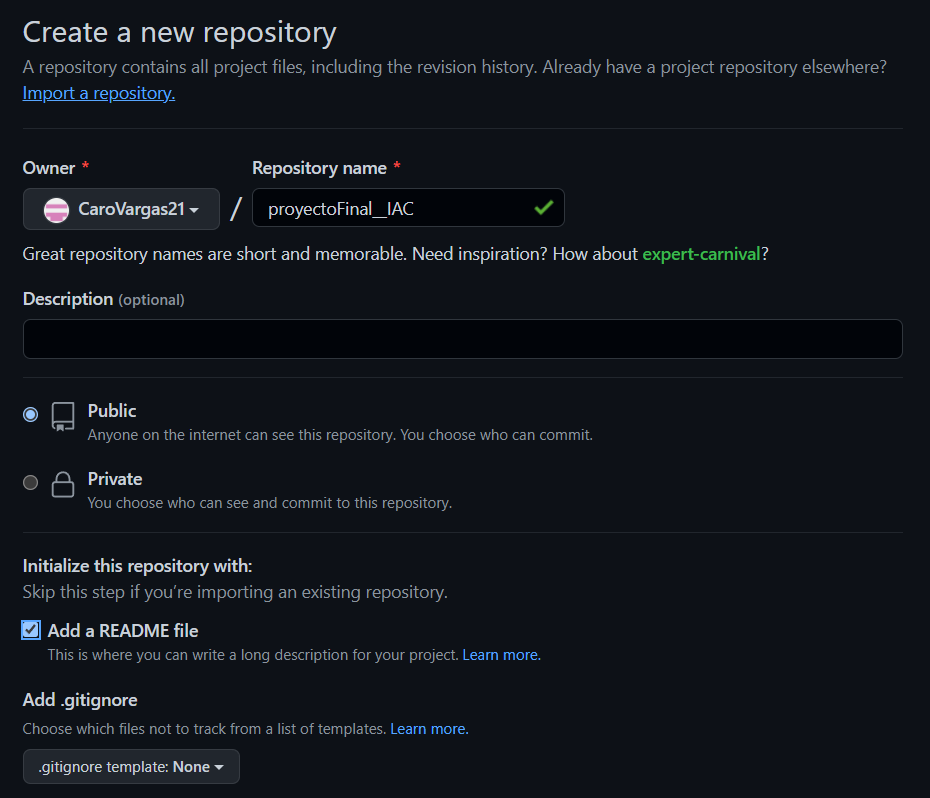 Create a new repository
A repository contains all project files, including the revision history. Already have a project repository elsewhere?
Import a repository.
Owner *
Repository name *
CaroVargas21
/
proyectoFinal__IAC
Great repository names are short and memorable. Need inspiration? How about expert-carnival?
Description (optional)
Public
Anyone on the internet can see this repository. You choose who can commit.
Private
You choose who can see and commit to this repository.
Initialize this repository with:
Skip this step if you’re importing an existing repository.
Add a README file
This is where you can write a long description for your project. Learn more.
Add .gitignore
Choose which files not to track from a list of templates. Learn more.
.gitignore template: None